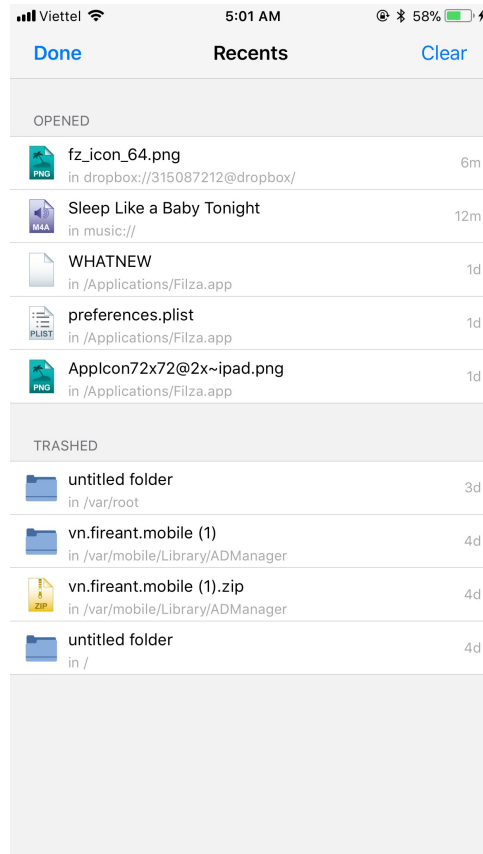 Viettel 5:01 AM 58%
Done Recents Clear
OPENED
fz_icon_64.png
in dropbox://315087212@dropbox/
6m
PNG
Sleep Like a Baby Tonight
in music://
12m
M4A
WHATNEW
in /Applications/Filza.app
1d
preferences.plist
in /Applications/Filza.app
1d
PLIST
AppIcon72x72@2x~ipad.png
in /Applications/Filza.app
1d
PNG
TRASHED
untitled folder
in /var/root
3d
vn.fireant.mobile (1)
in /var/mobile/Library/ADManager
4d
vn.fireant.mobile (1).zip
in /var/mobile/Library/ADManager
4d
ZIP
untitled folder
in /
4d